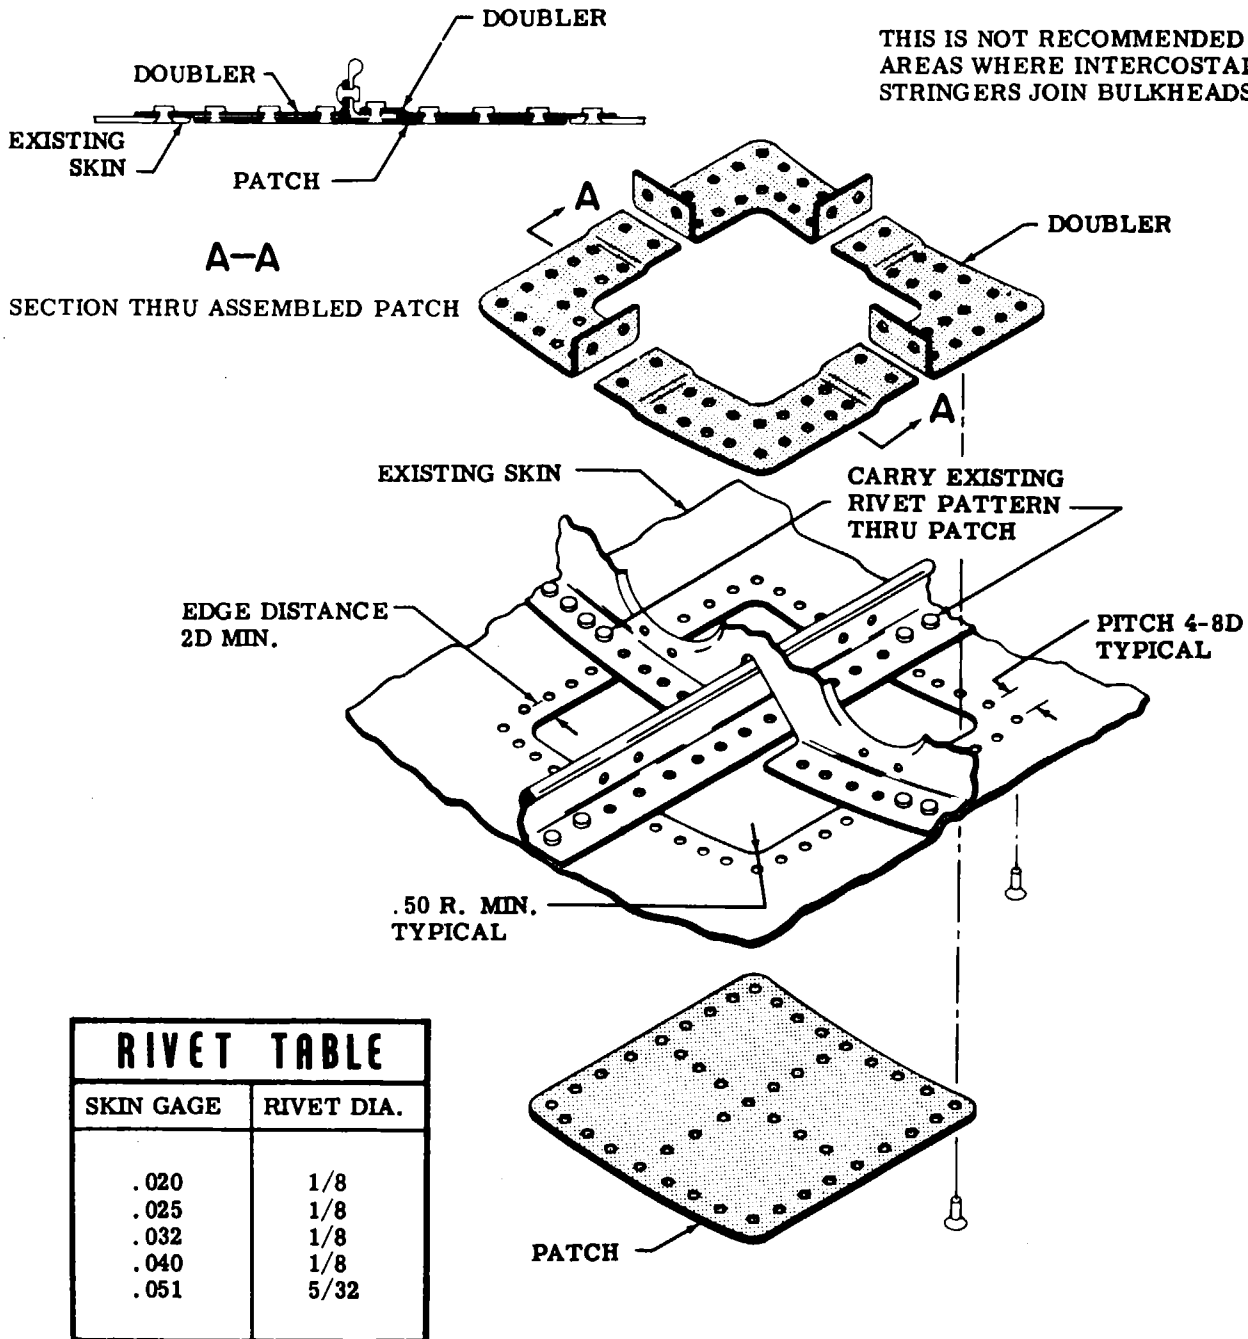 DOUBLER
DOUBLER
EXISTING
SKIN
PATCH
THIS IS NOT RECOMMENDED
AREAS WHERE
STRINGERS JOIN BULKHEADS
A-A
SECTION THRU ASSEMBLED PATCH
A
DOUBLER
A
EXISTING SKIN
CARRY EXISTING
RIVET PATTERN
THRU PATCH
EDGE DISTANCE
2D MIN.
PITCH 4-8D
TYPICAL
.50 R. MIN.
TYPICAL
RIVET TABLE
SKIN GAGE RIVET DIA.
.020 1/8
.025 1/8
.032 1/8
.040 1/8
.051 5/32
PATCH